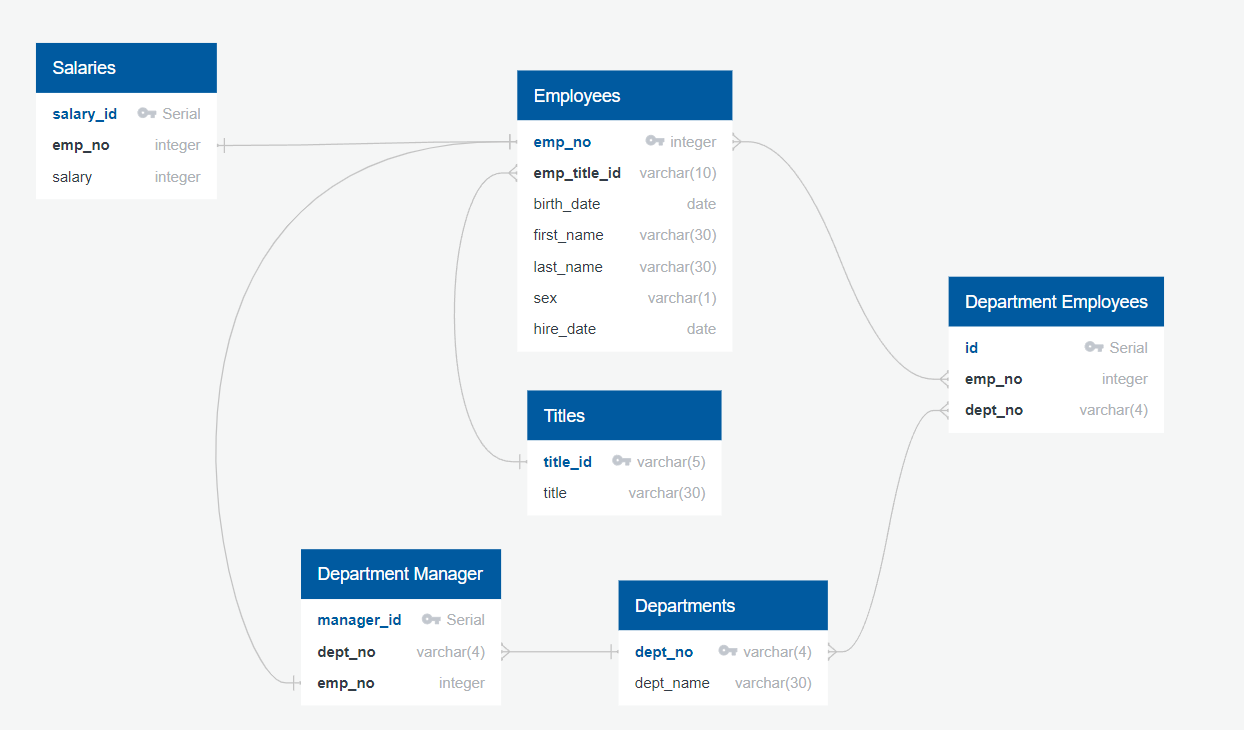 Salaries
salary_id Serial
emp_no integer
salary integer
Employees
emp_no integer
emp_title_id varchar(10)
birth_date date
first_name varchar(30)
last_name varchar(30)
sex varchar(1)
hire_date date
Department Employees
id Serial
emp_no integer
dept_no varchar(4)
Titles
title_id varchar(5)
title varchar(30)
Department Manager
manager_id Serial
dept_no varchar(4)
emp_no integer
Departments
dept_no varchar(4)
dept_name varchar(30)